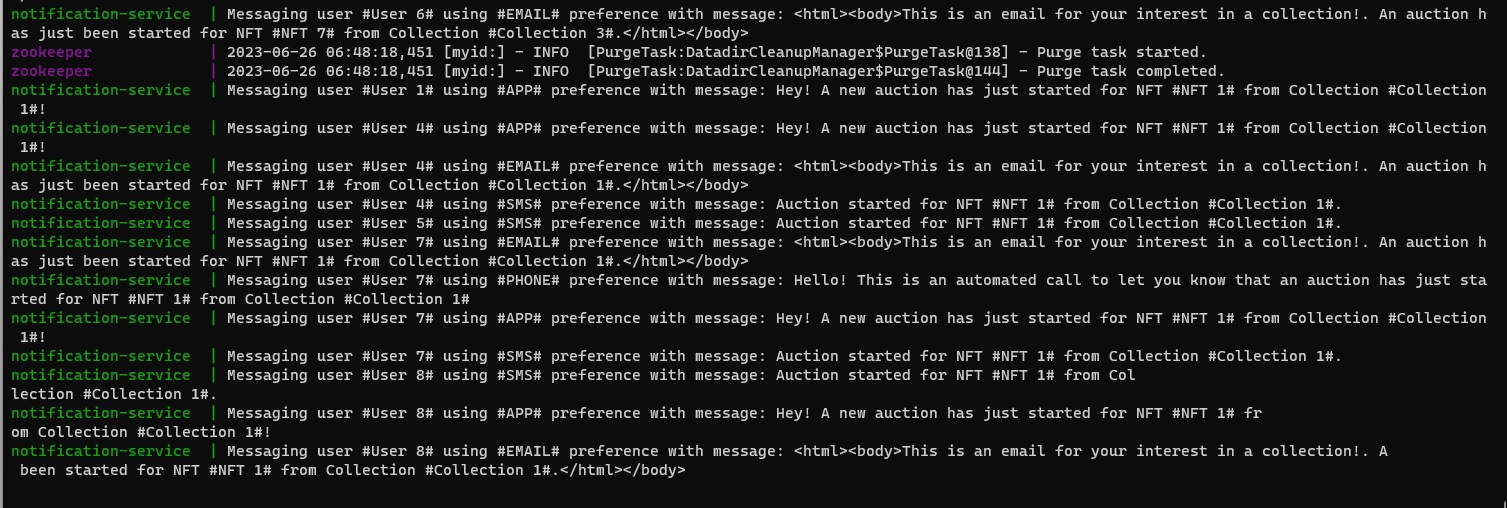 notification-service  | Messaging user #User 6# using #EMAIL# preference with message: <html><body>This is an email for your interest in a collection!. An auction h
as just been started for NFT #NFT 7# from Collection #Collection 3#.</html></body>
zookeeper             | 2023-06-26 06:48:18,451 [myid:] - INFO  [PurgeTask:DatadirCleanupManager$PurgeTask@138] - Purge task started.
zookeeper             | 2023-06-26 06:48:18,451 [myid:] - INFO  [PurgeTask:DatadirCleanupManager$PurgeTask@144] - Purge task completed.
notification-service  | Messaging user #User 1# using #APP# preference with message: Hey! A new auction has just started for NFT #NFT 1# from Collection #Collection
 1#!
notification-service  | Messaging user #User 4# using #APP# preference with message: Hey! A new auction has just started for NFT #NFT 1# from Collection #Collection
 1#!
notification-service  | Messaging user #User 4# using #EMAIL# preference with message: <html><body>This is an email for your interest in a collection!. An auction h
as just been started for NFT #NFT 1# from Collection #Collection 1#.</html></body>
notification-service  | Messaging user #User 4# using #SMS# preference with message: Auction started for NFT #NFT 1# from Collection #Collection 1#.
notification-service  | Messaging user #User 5# using #SMS# preference with message: Auction started for NFT #NFT 1# from Collection #Collection 1#.
notification-service  | Messaging user #User 7# using #EMAIL# preference with message: <html><body>This is an email for your interest in a collection!. An auction h
as just been started for NFT #NFT 1# from Collection #Collection 1#.</html></body>
notification-service  | Messaging user #User 7# using #PHONE# preference with message: Hello! This is an automated call to let you know that an auction has just sta
rted for NFT #NFT 1# from Collection #Collection 1#
notification-service  | Messaging user #User 7# using #APP# preference with message: Hey! A new auction has just started for NFT #NFT 1# from Collection #Collection
 1#!
notification-service  | Messaging user #User 7# using #SMS# preference with message: Auction started for NFT #NFT 1# from Collection #Collection 1#.
notification-service  | Messaging user #User 8# using #SMS# preference with message: Auction started for NFT #NFT 1# from Col
lection #Collection 1#.
notification-service  | Messaging user #User 8# using #APP# preference with message: Hey! A new auction has just started for NFT #NFT 1# fr
om Collection #Collection 1#!
notification-service  | Messaging user #User 8# using #EMAIL# preference with message: <html><body>This is an email for your interest in a collection!. A
 been started for NFT #NFT 1# from Collection #Collection 1#.</html></body>